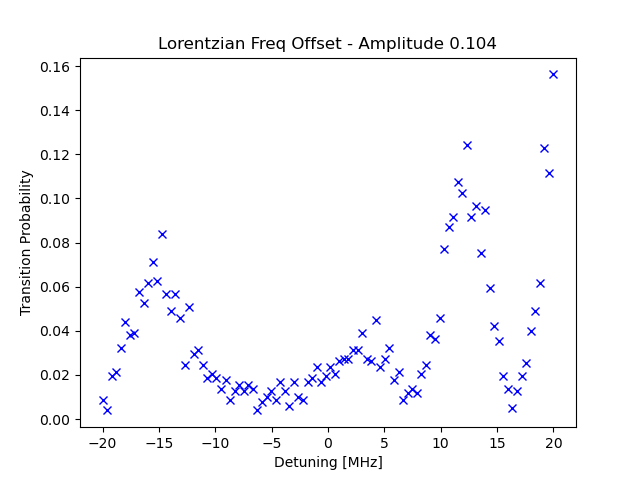 Lorentzian Freq Offset - Amplitude 0.104
0.16
0.14
0.12
0.10
0.08
0.06
0.04
0.02
0.00
Transition Probability
−20 −15 −10 −5 0 5 10 15 20
Detuning [MHz]